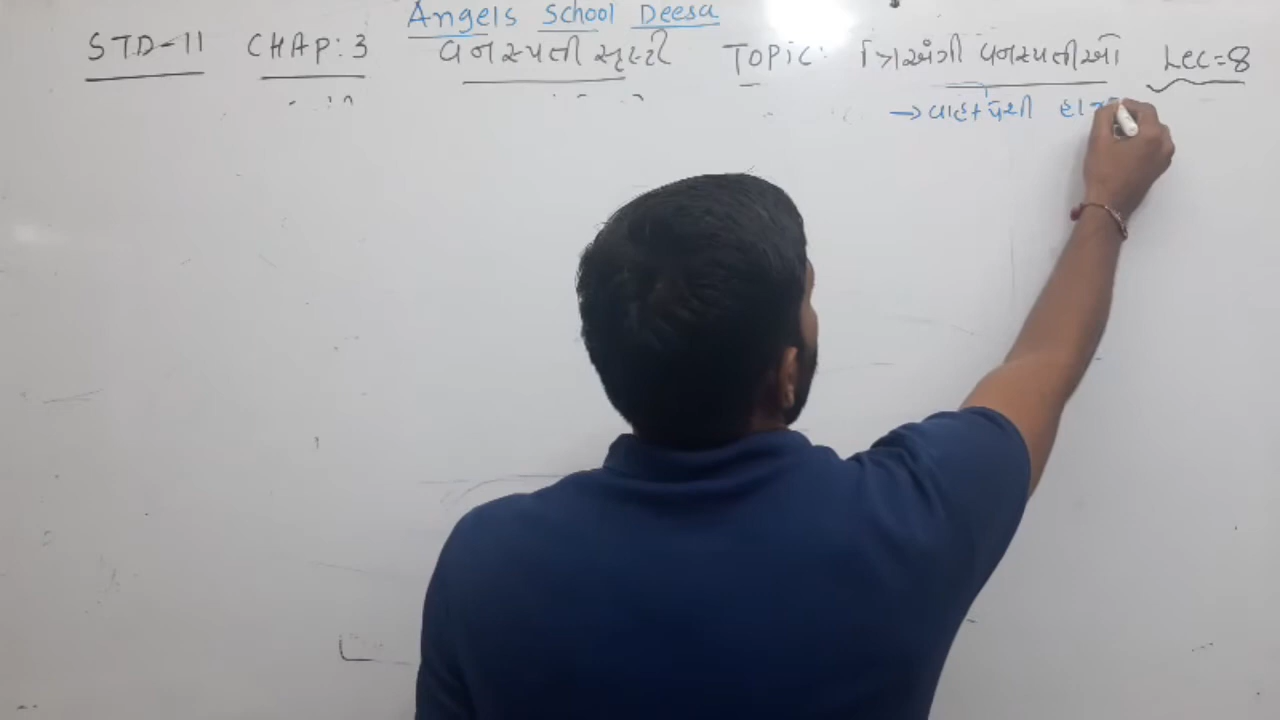 Angels School Deesa
STD-11 CHAP:3 વનસ્પતી સૃષ્ટી TOPIC: ત્રિઅંગી વનસ્પતીઓ Lec=8
→ વાહકપેશી